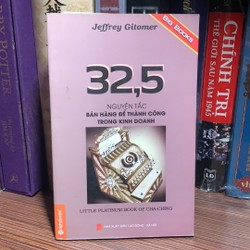 Jeffrey Gitomer
BIG BOOKS
32,5
NGUYÊN TẮC
BÁN HÀNG ĐỂ THÀNH CÔNG
TRONG KINH DOANH
LITTLE PLATINUM BOOK OF CHA-CHING
CHÍNH TRỊ
THẾ GIỚI SAU NĂM 1945
POTTER